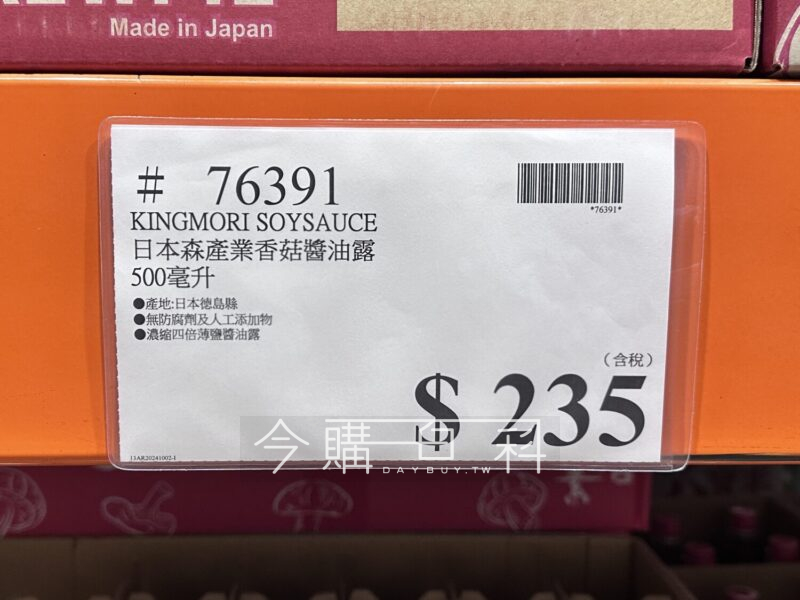 Made in Japan
# 76391
*76391*
KINGMORI SOYSAUCE
日本森產業香菇醬油露
500毫升
●產地:日本德島縣
●無防腐劑及人工添加物
●濃縮四倍薄鹽醬油露
（含稅）
$ 235
13AR20241002-1
今購百科
DAYBUY.TW